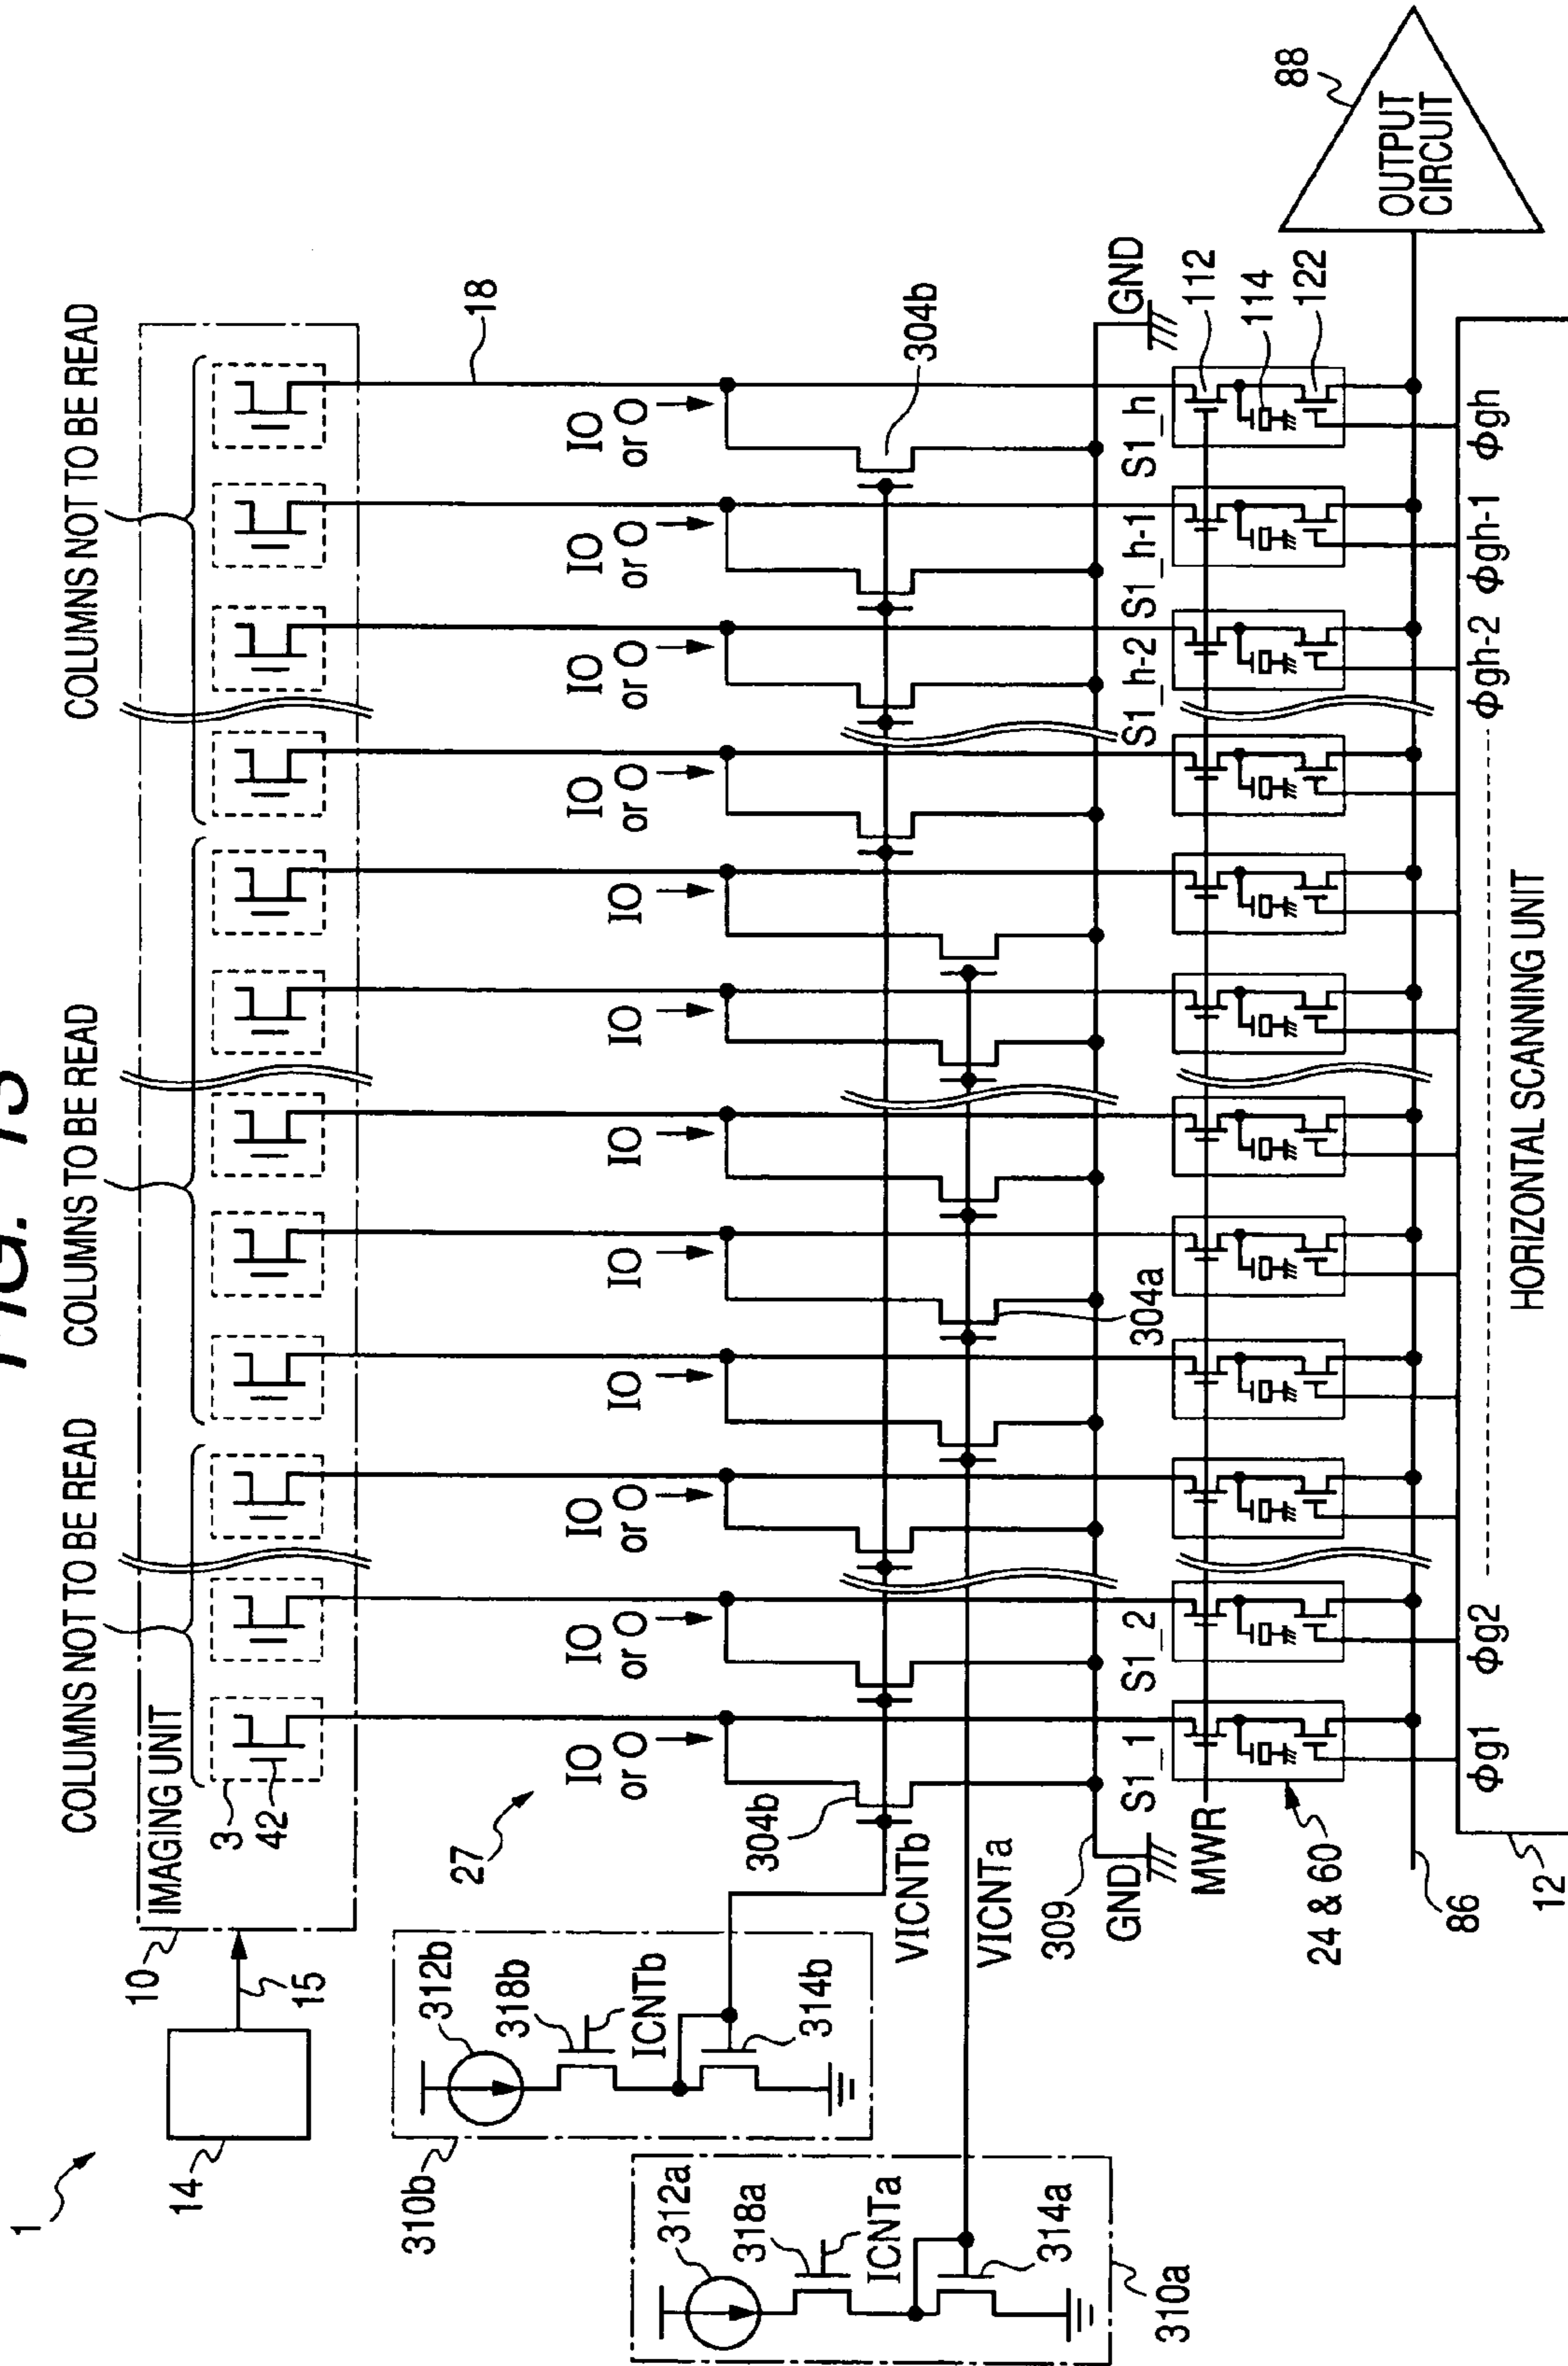 FIG.
1
COLUMNS NOT TO BE READ
COLUMNS TO BE READ
COLUMNS NOT TO BE READ
10
IMAGING UNIT
14
15
3
42
18
27
310b
312b
318b
ICNTb
314b
IO
or O
IO
or O
IO
or O
IO
IO
IO
IO
IO
IO
or O
IO
or O
IO
or O
IO
or O
304b
304b
VICNTb
VICNTa
304a
312a
318a
ICNTa
314a
310a
309
GND
GND
S1_1
S1_2
S1_h-2
S1_h-1
S1_h
MWR
24 & 60
112
114
122
86
88
OUTPUT
CIRCUIT
12
Φg1
Φg2
Φgh-2
Φgh-1
Φgh
HORIZONTAL SCANNING UNIT